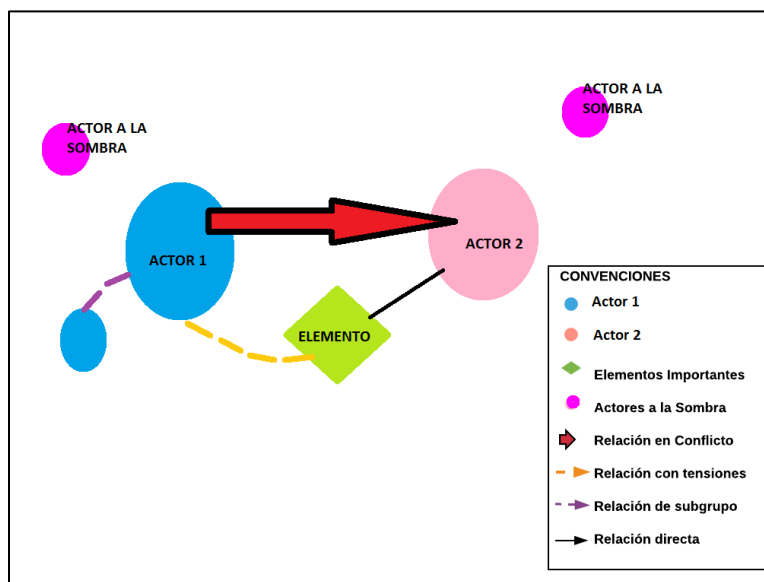 ACTOR A LA
SOMBRA
ACTOR A LA
SOMBRA
ACTOR 1
ACTOR 2
ELEMENTO
CONVENCIONES
Actor 1
Actor 2
Elementos Importantes
Actores a la Sombra
Relación en Conflicto
Relación con tensiones
Relación de subgrupo
Relación directa